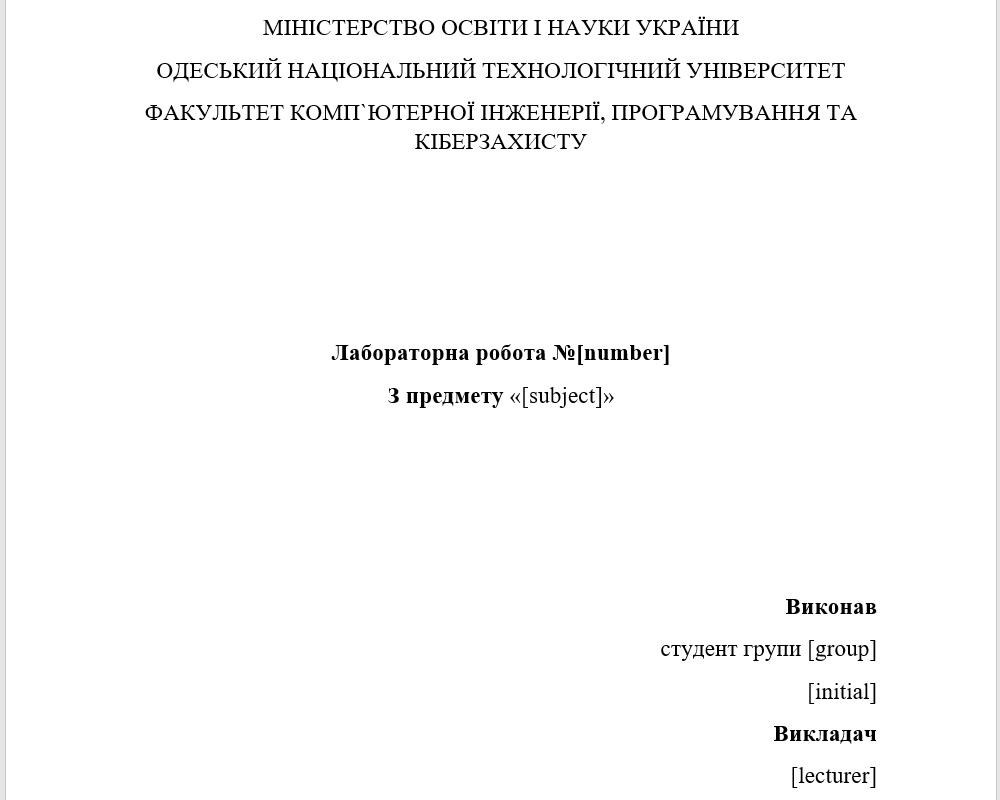 МІНІСТЕРСТВО ОСВІТИ І НАУКИ УКРАЇНИ
ОДЕСЬКИЙ НАЦІОНАЛЬНИЙ ТЕХНОЛОГІЧНИЙ УНІВЕРСИТЕТ
ФАКУЛЬТЕТ КОМП`ЮТЕРНОЇ ІНЖЕНЕРІЇ, ПРОГРАМУВАННЯ ТА
КІБЕРЗАХИСТУ
Лабораторна робота №[number]
З предмету «[subject]»
Виконав
студент групи [group]
[initial]
Викладач
[lecturer]